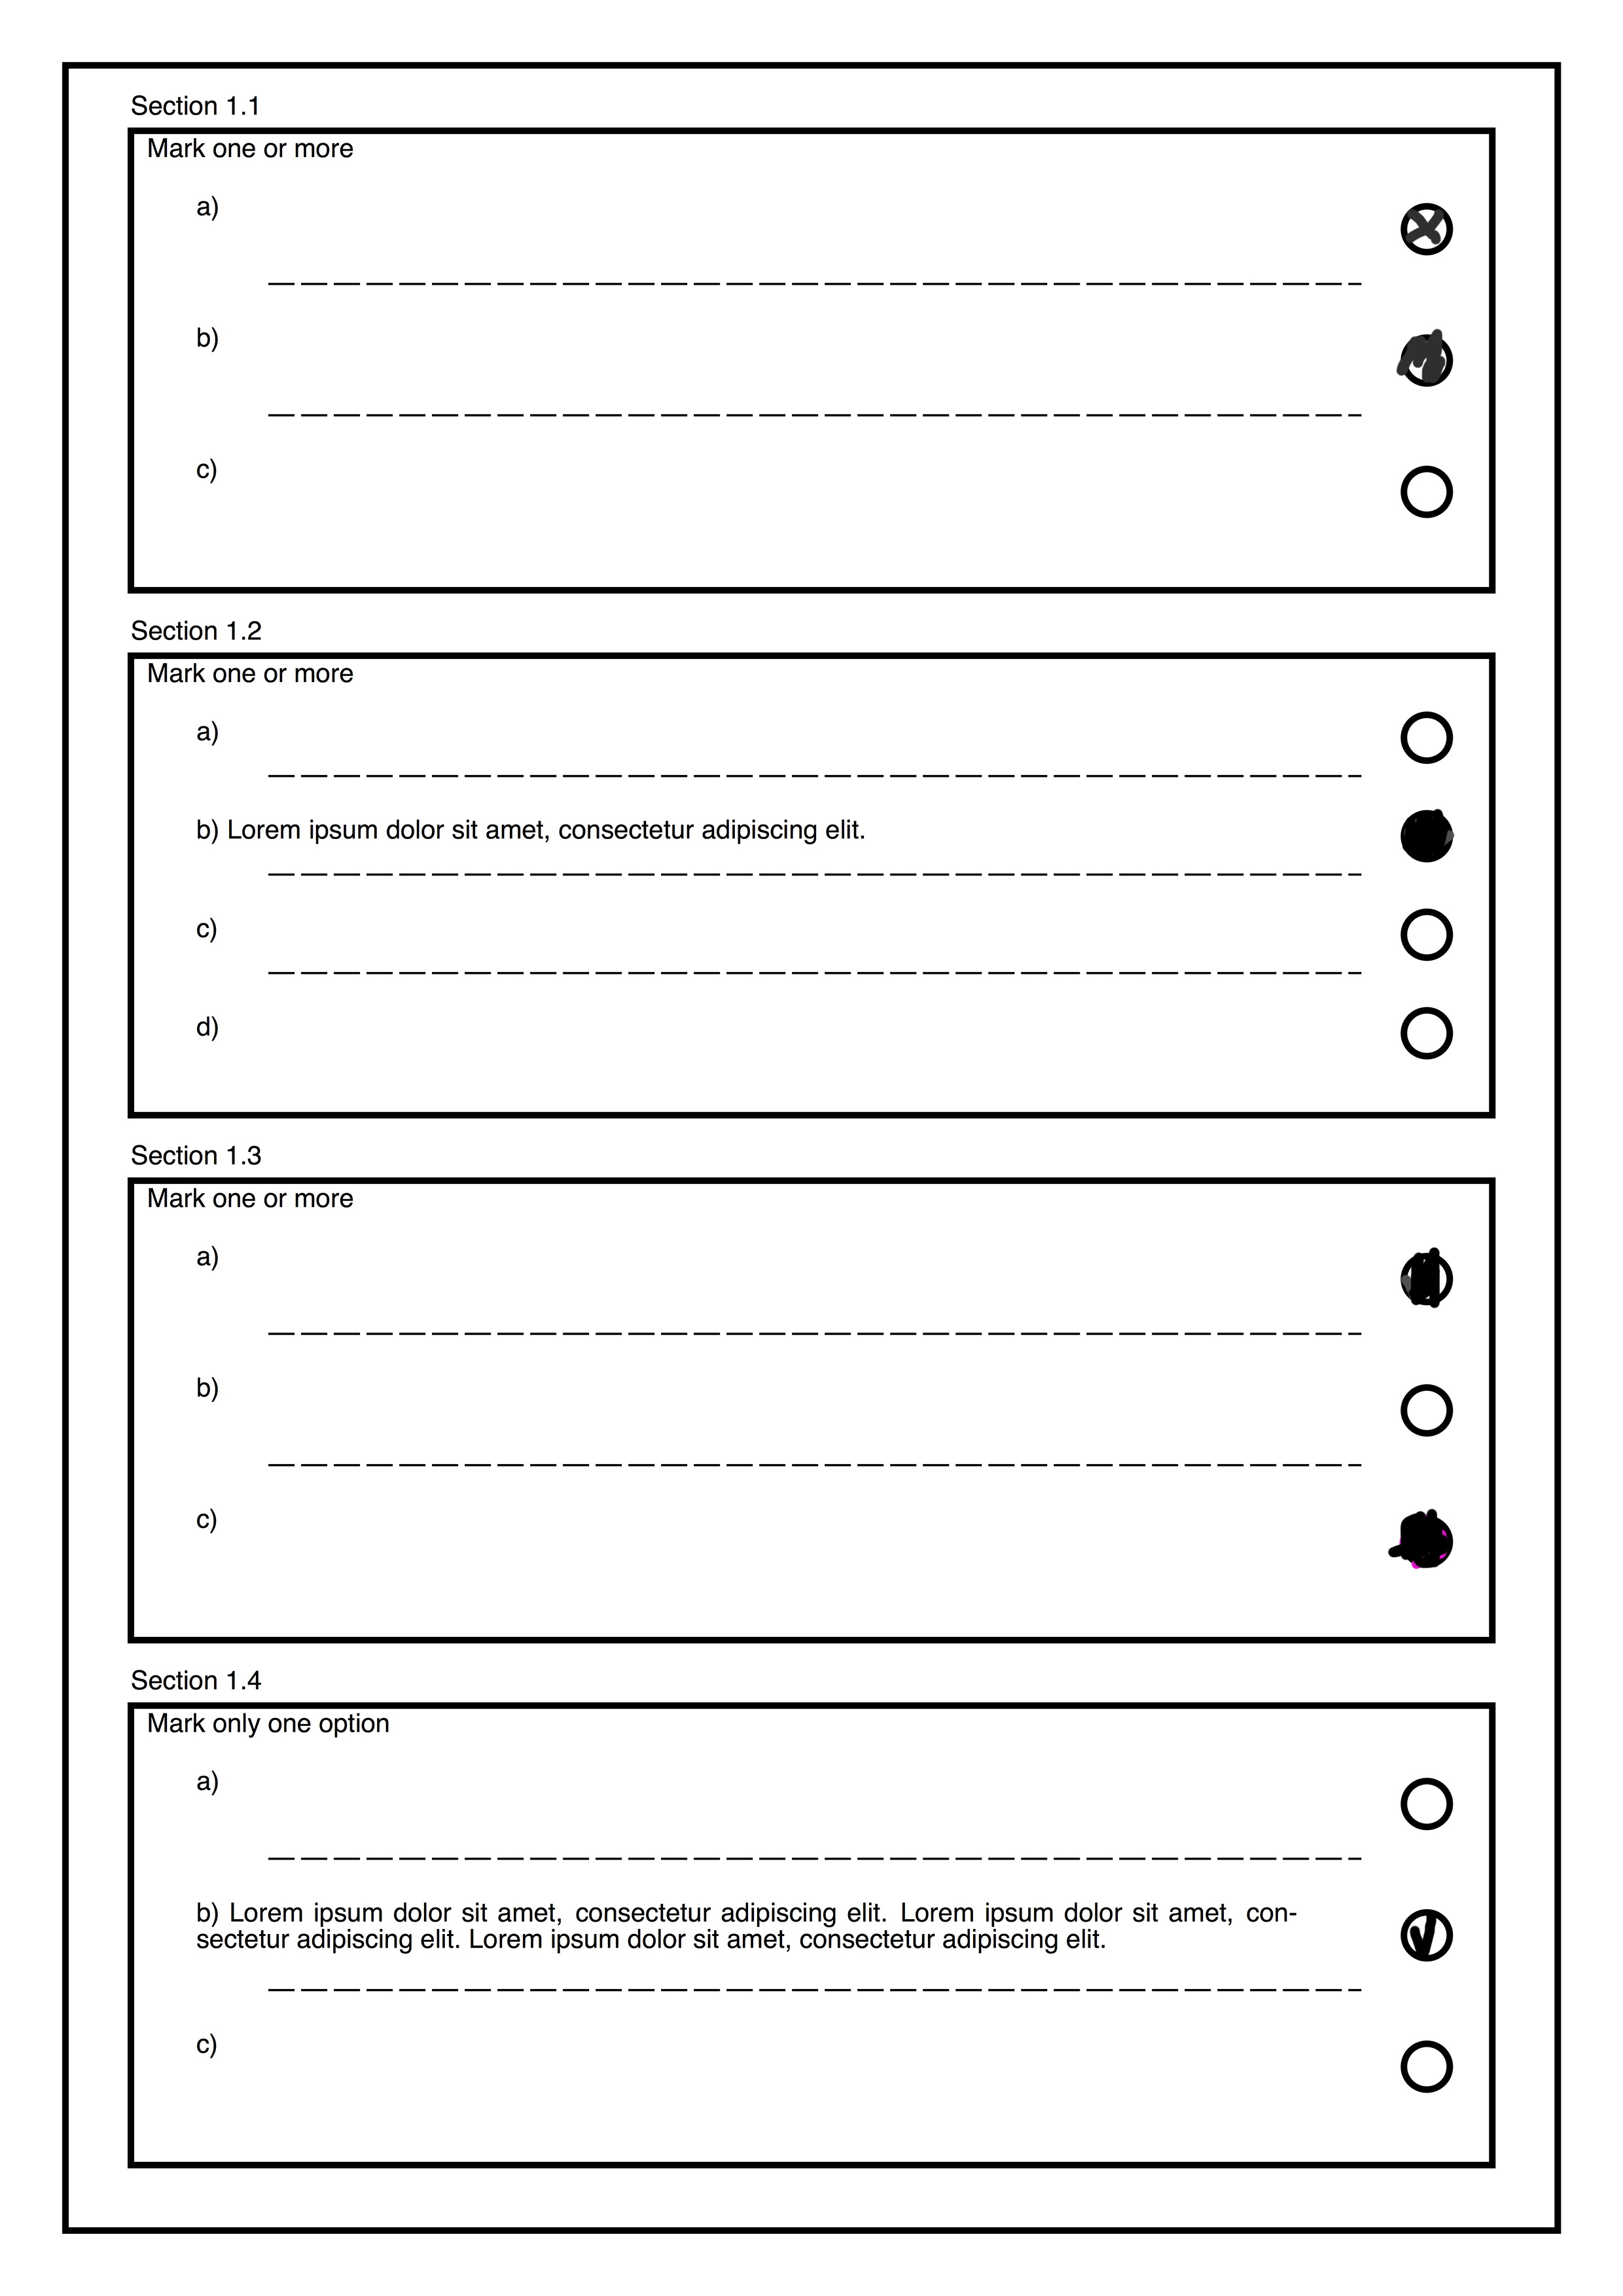 Section 1.1
Mark one or more
a)
b)
c)
Section 1.2
Mark one or more
a)
b) Lorem ipsum dolor sit amet, consectetur adipiscing elit.
c)
d)
Section 1.3
Mark one or more
a)
b)
c)
Section 1.4
Mark only one option
a)
b) Lorem ipsum dolor sit amet, consectetur adipiscing elit. Lorem ipsum dolor sit amet, con-
sectetur adipiscing elit. Lorem ipsum dolor sit amet, consectetur adipiscing elit.
c)